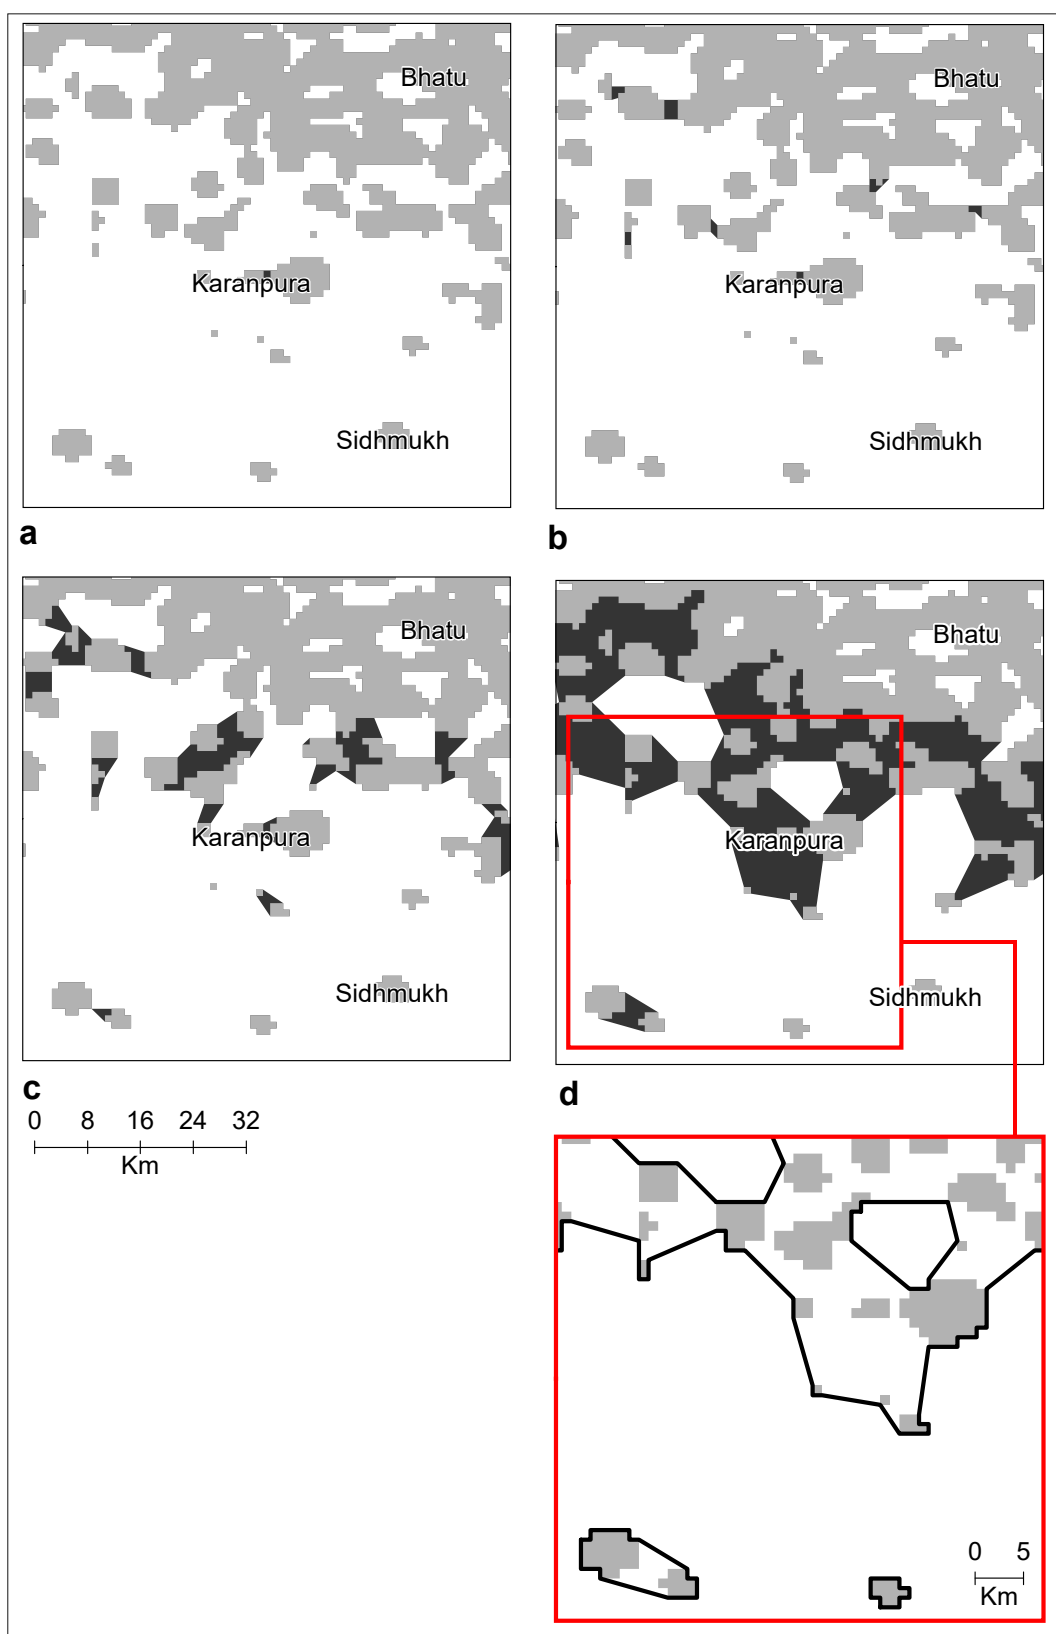 Bhatu
Karanpura
Sidhmukh
a
Bhatu
Karanpura
Sidhmukh
b
Bhatu
Karanpura
Sidhmukh
c
0 8 16 24 32
Km
Bhatu
Karanpura
Sidhmukh
d
0 5
Km